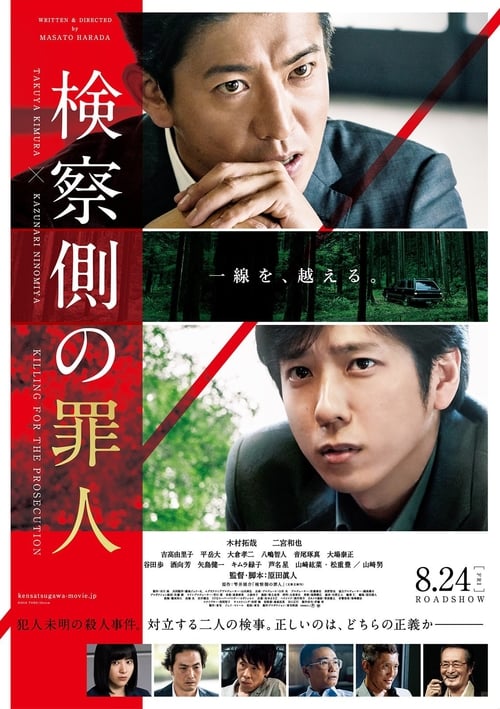 WRITTEN & DIRECTED
by
MASATO HARADA
検察側の罪人
TAKUYA KIMURA × KAZUNARI NINOMIYA
KILLING FOR THE PROSECUTION
一線を、越える。
木村拓哉 二宮和也
吉高由里子 平岳大 大倉孝二 八嶋智人 音尾琢真 大場泰正
谷田歩 酒向芳 矢島健一 キムラ緑子 芦名星 山崎紘菜・松重豊／山﨑努
監督・脚本:原田眞人
8.24[FRI]
ROADSHOW
kensatsugawa-movie.jp
犯人未明の殺人事件。対立する二人の検事。正しいのは、どちらの正義か———